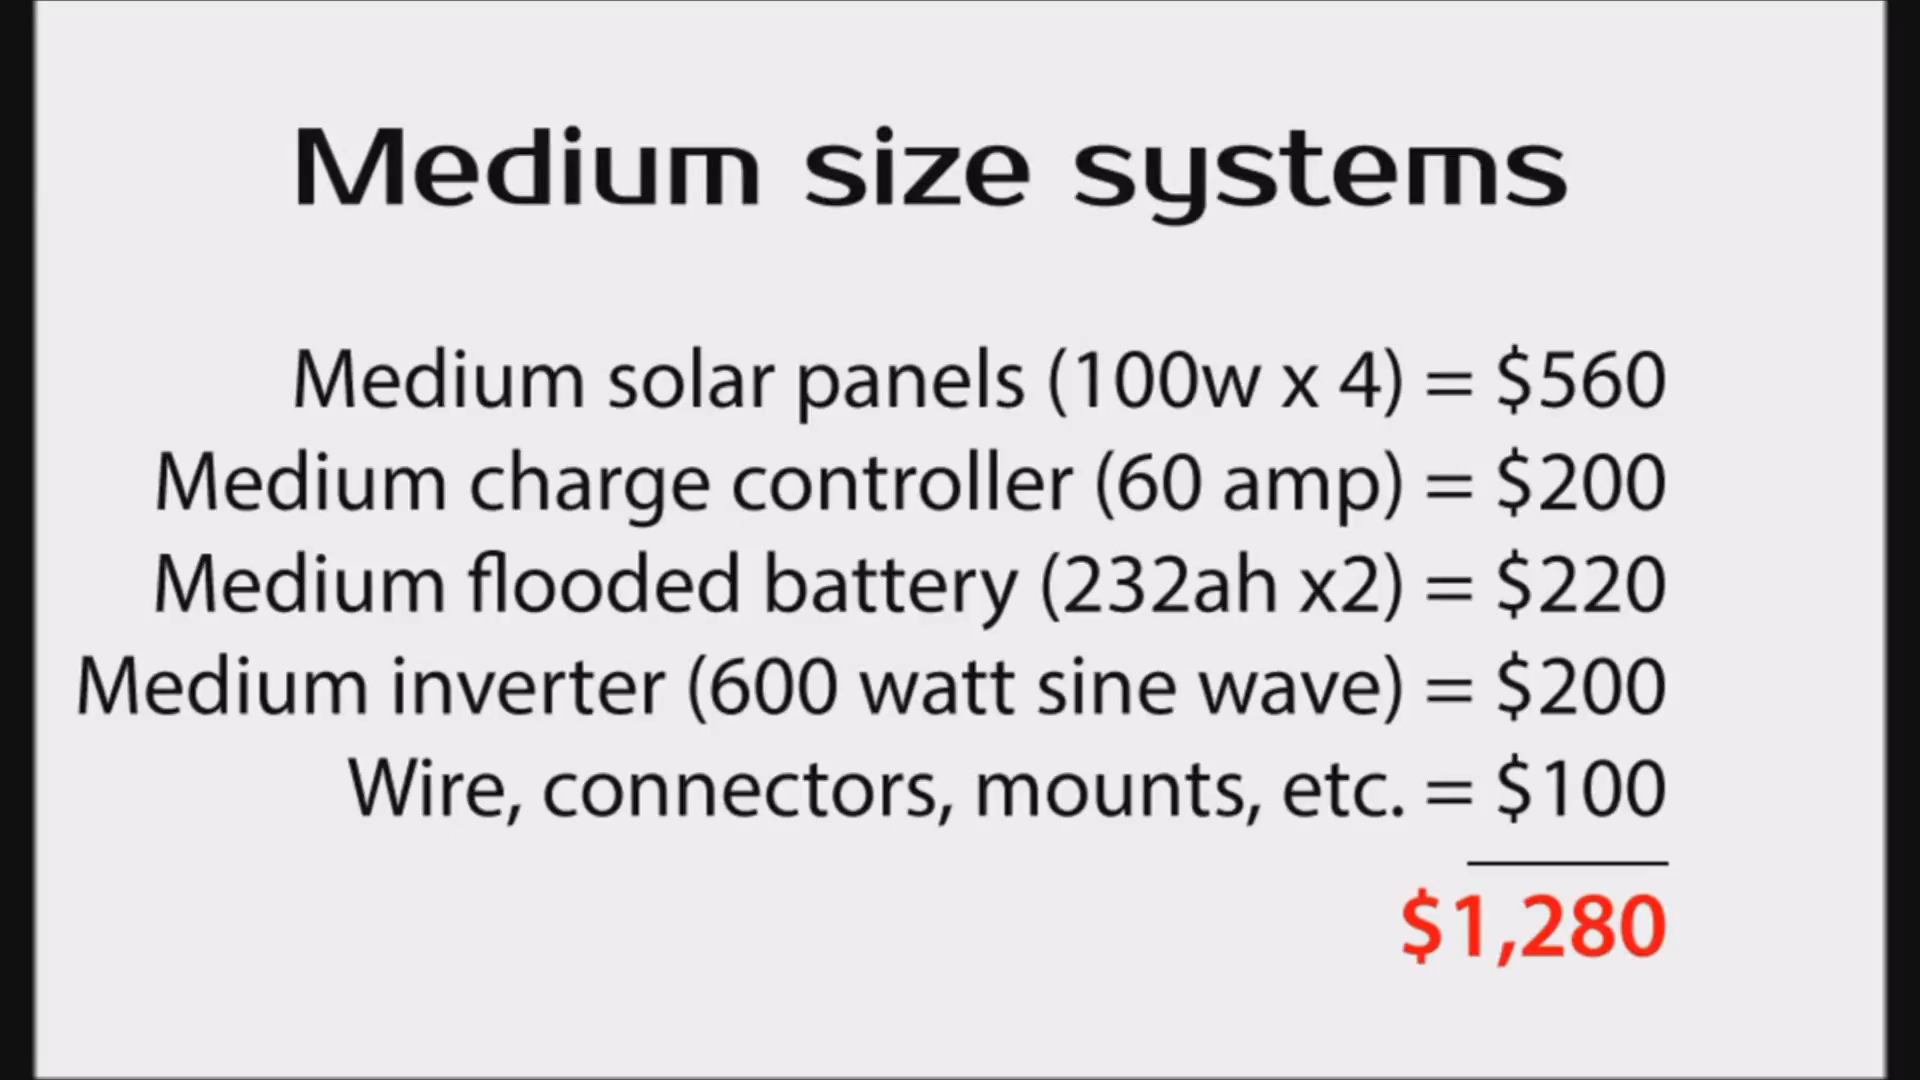 Medium size systems
Medium solar panels (100w x 4) = $560
Medium charge controller (60 amp) = $200
Medium flooded battery (232ah x2) = $220
Medium inverter (600 watt sine wave) = $200
Wire, connectors, mounts, etc. = $100
$1,280